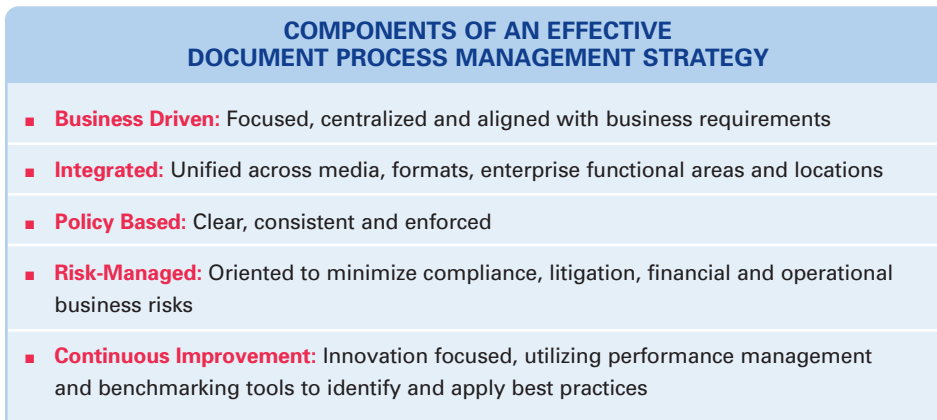 COMPONENTS OF AN EFFECTIVE
DOCUMENT PROCESS MANAGEMENT STRATEGY
■ Business Driven: Focused, centralized and aligned with business requirements
■ Integrated: Unified across media, formats, enterprise functional areas and locations
■ Policy Based: Clear, consistent and enforced
■ Risk-Managed: Oriented to minimize compliance, litigation, financial and operational
business risks
■ Continuous Improvement: Innovation focused, utilizing performance management
and benchmarking tools to identify and apply best practices